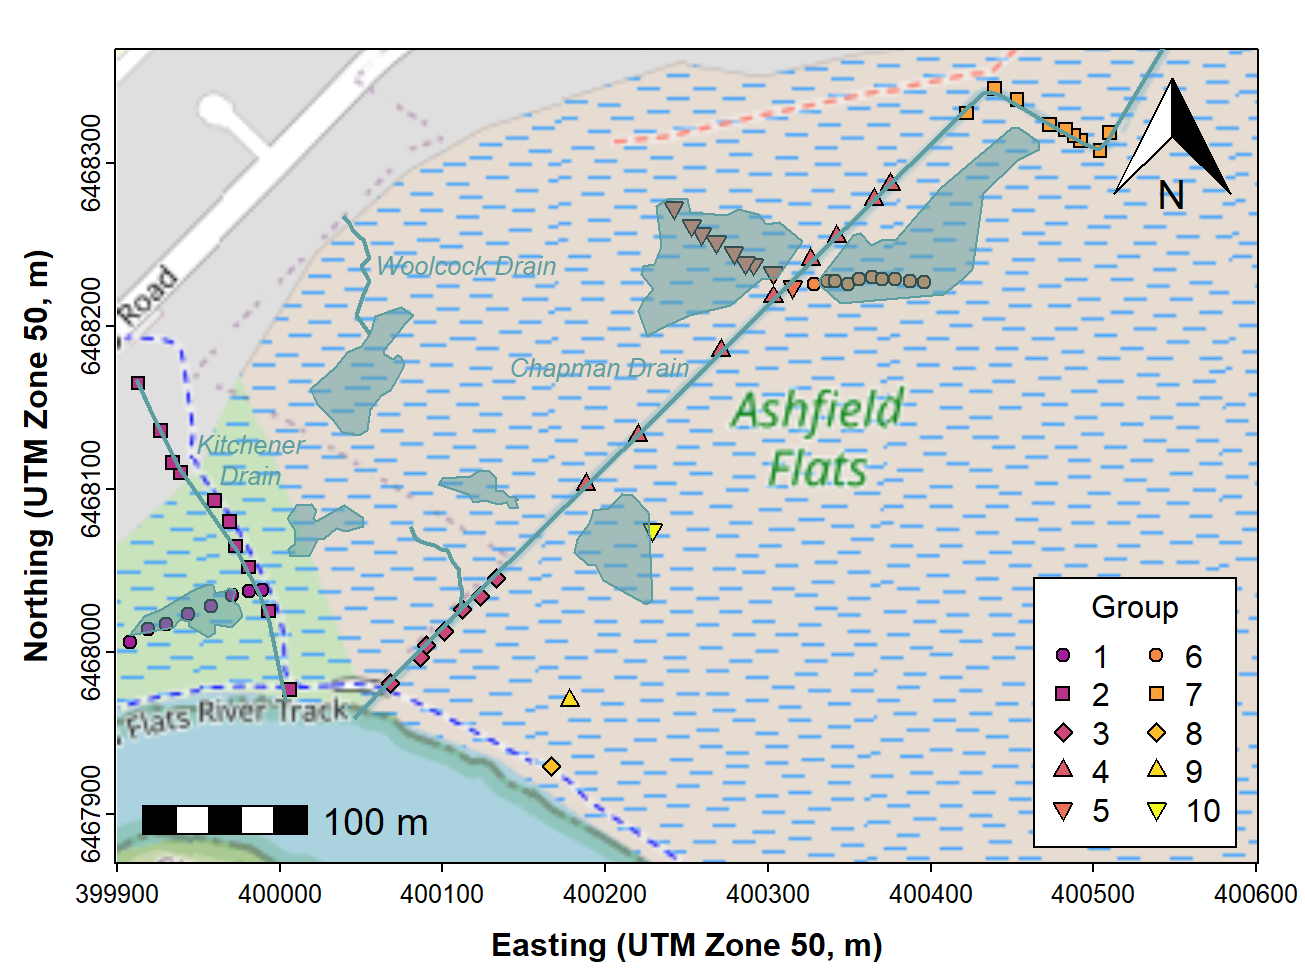 Northing (UTM Zone 50, m)
6468300
6468200
6468100
6468000
6467900
Road
Woolcock Drain
Chapman Drain
Kitchener
Drain
Ashfield
Flats
Flats River Track
N
100 m
Group
1
2
3
4
5
6
7
8
9
10
399900
400000
400100
400200
400300
400400
400500
400600
Easting (UTM Zone 50, m)